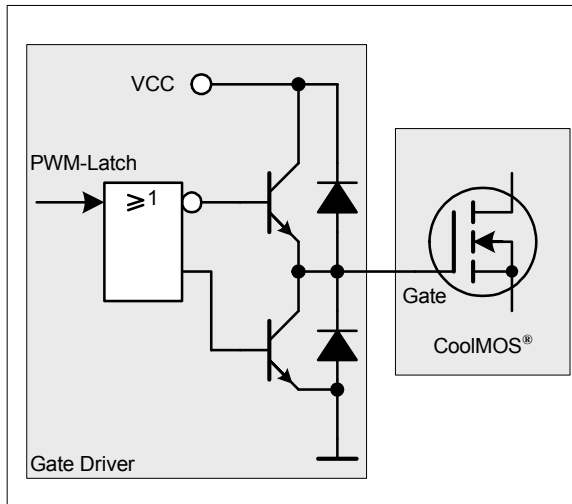 VCC
PWM-Latch
≥1
Gate
CoolMOS®
Gate Driver